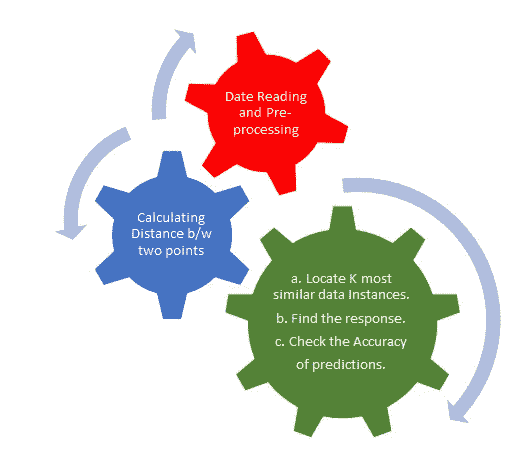 Date Reading
and Pre-
processing
Calculating
Distance b/w
two points
a. Locate K most
similar data Instances.
b. Find the response.
c. Check the Accuracy
of predictions.